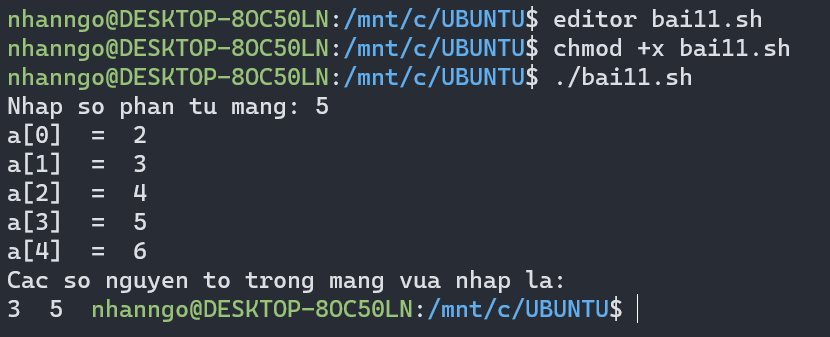 nhanngo@DESKTOP-8OC50LN:/mnt/c/UBUNTU$ editor bai11.sh
nhanngo@DESKTOP-8OC50LN:/mnt/c/UBUNTU$ chmod +x bai11.sh
nhanngo@DESKTOP-8OC50LN:/mnt/c/UBUNTU$ ./bai11.sh
Nhap so phan tu mang: 5
a[0]  =  2
a[1]  =  3
a[2]  =  4
a[3]  =  5
a[4]  =  6
Cac so nguyen to trong mang vua nhap la:
3  5  nhanngo@DESKTOP-8OC50LN:/mnt/c/UBUNTU$